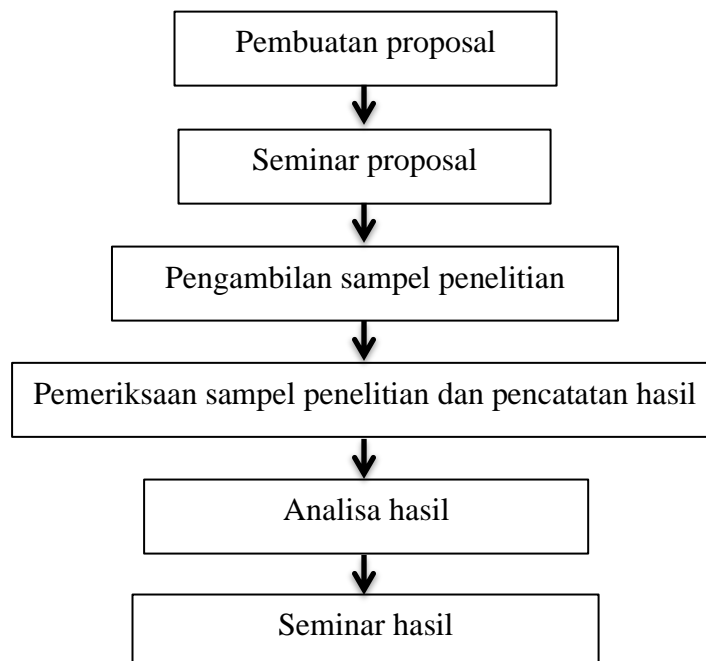 Pembuatan proposal
Seminar proposal
Pengambilan sampel penelitian
Pemeriksaan sampel penelitian dan pencatatan hasil
Analisa hasil
Seminar hasil